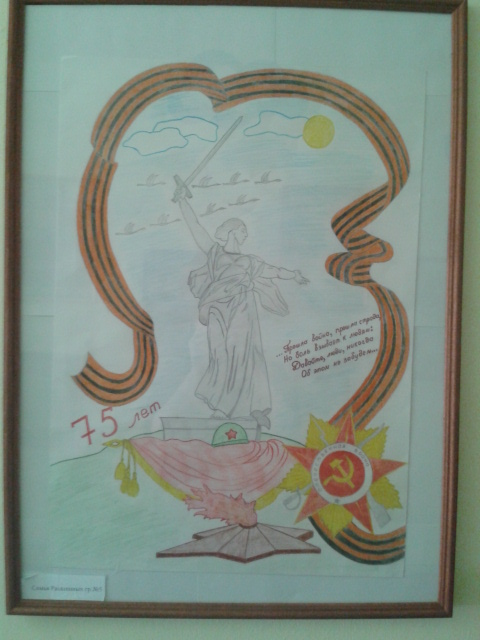 ...Прошла война, прошла страда,
Но боль взывает к людям:
Давайте, люди, никогда
Об этом не забудем...
75 лет